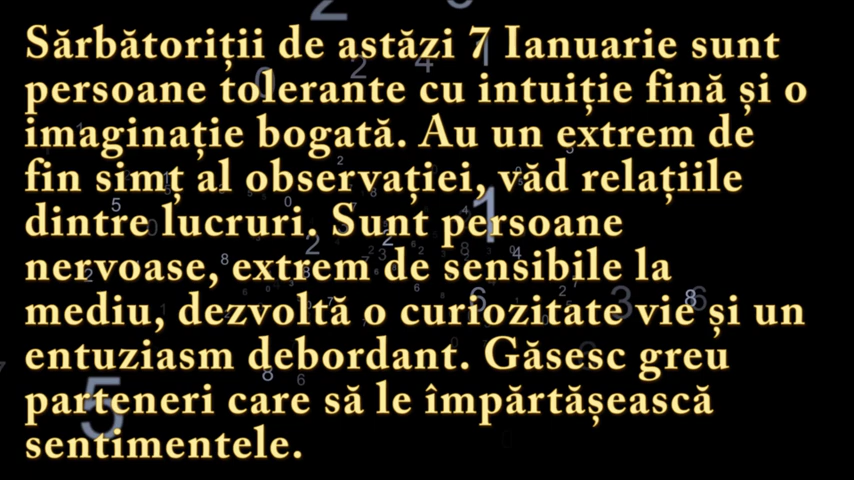 Sărbătoriții de astăzi 7 Ianuarie sunt
persoane tolerante cu intuiție fină și o
imaginație bogată. Au un extrem de
fin simț al observației, văd relațiile
dintre lucruri. Sunt persoane
nervoase, extrem de sensibile la
mediu, dezvoltă o curiozitate vie și un
entuziasm debordant. Găsesc greu
parteneri care să le împărtășească
sentimentele.